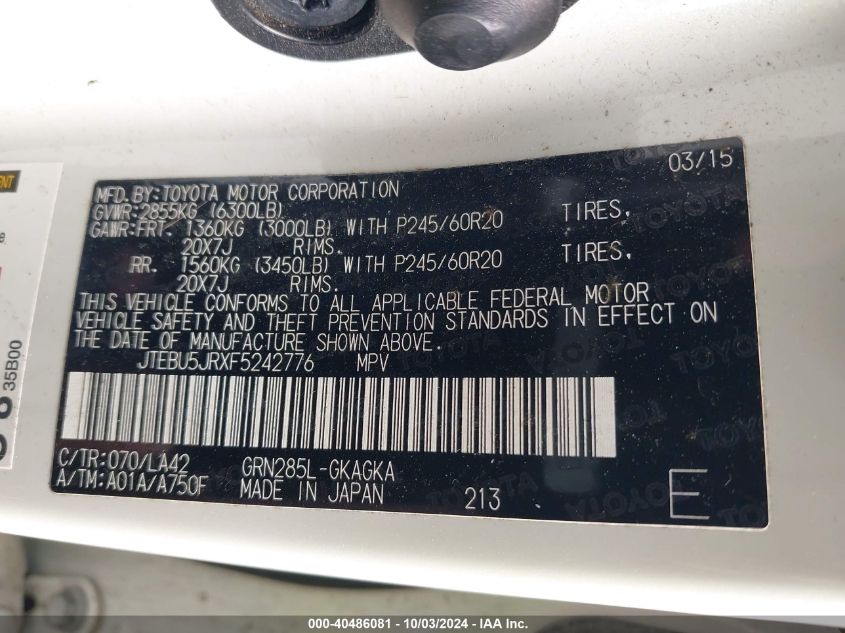 03/15
MFD.BY:TOYOTA MOTOR CORPORATION
GVWR:2855KG (6300LB)
GAWR:FRT. 1360KG (3000LB) WITH P245/60R20 TIRES,
20X7J RIMS.
RR. 1560KG (3450LB) WITH P245/60R20 TIRES,
20X7J RIMS.
THIS VEHICLE CONFORMS TO ALL APPLICABLE FEDERAL MOTOR
VEHICLE SAFETY AND THEFT PREVENTION STANDARDS IN EFFECT ON
THE DATE OF MANUFACTURE SHOWN ABOVE.
JTEBU5JRXF5242776 MPV
C/TR:070/LA42 GRN285L-GKAGKA
A/TM:A01A/A750F MADE IN JAPAN 213 E
35B00
000-40486081 - 10/03/2024 - IAA Inc.